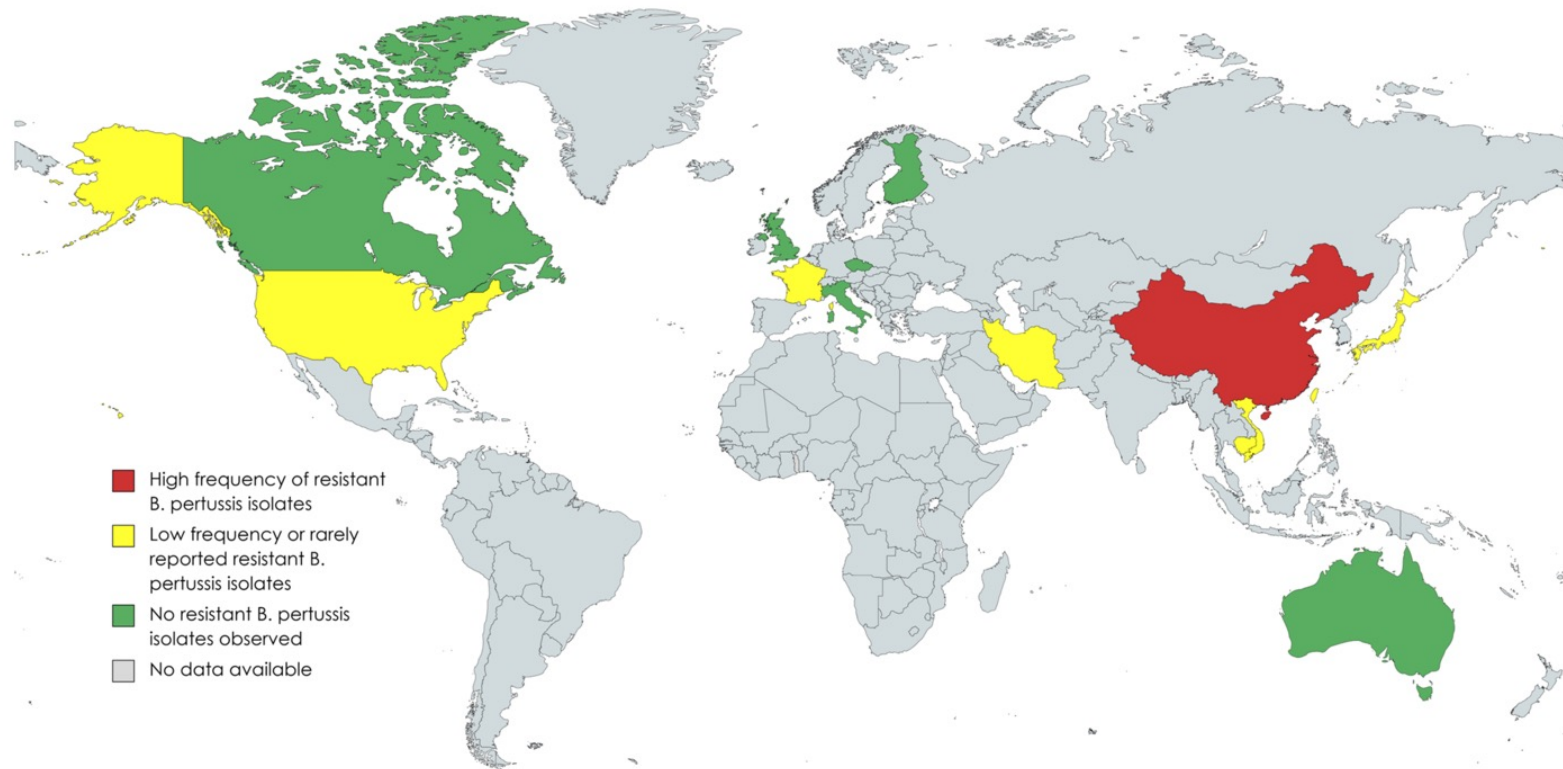 High frequency of resistant
B. pertussis isolates
Low frequency or rarely
reported resistant B.
pertussis isolates
No resistant B. pertussis
isolates observed
No data available